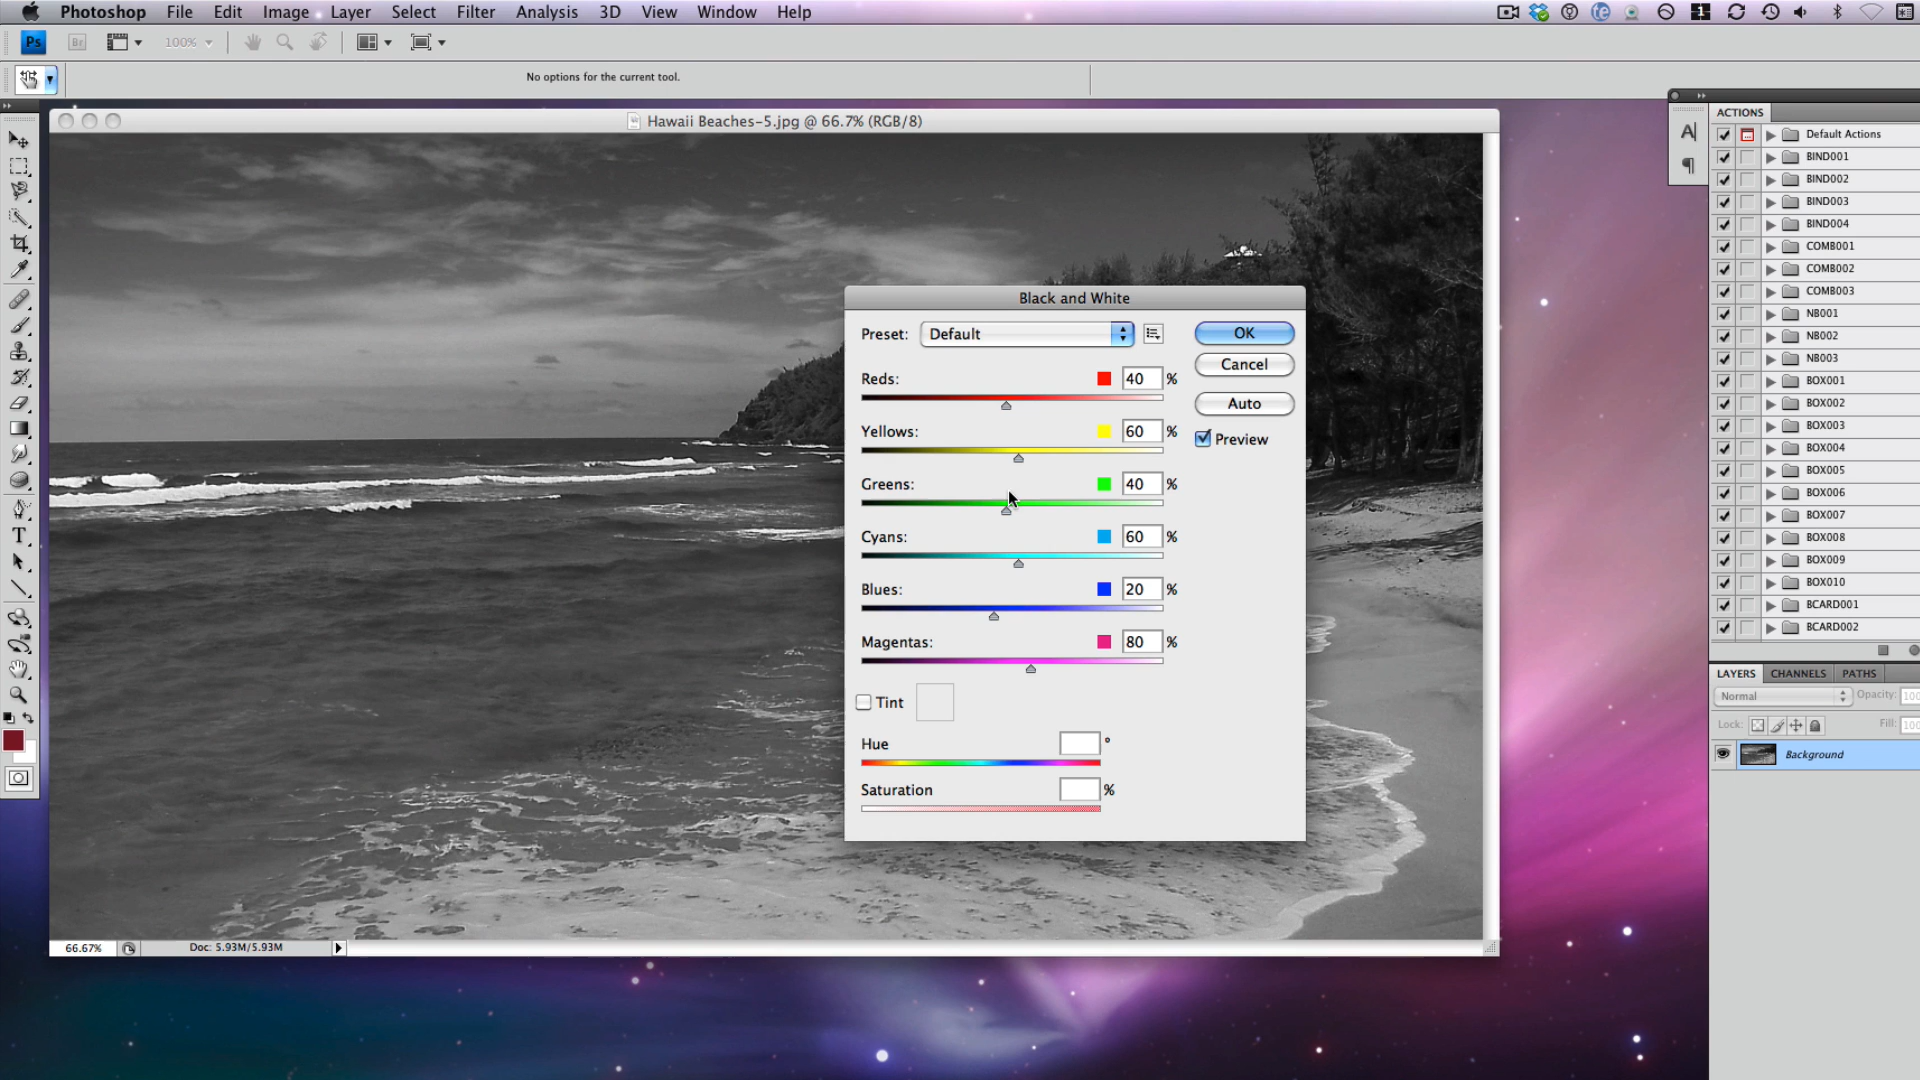 Photoshop File Edit Image Layer Select Filter Analysis 3D View Window Help
Ps Br 100%
No options for the current tool.
Hawaii Beaches-5.jpg @ 66.7% (RGB/8)
Black and White
Preset: Default
OK
Cancel
Auto
Preview
Reds: 40 %
Yellows: 60 %
Greens: 40 %
Cyans: 60 %
Blues: 20 %
Magentas: 80 %
Tint
Hue °
Saturation %
66.67% Doc: 5.93M/5.93M
ACTIONS
Default Actions
BIND001
BIND002
BIND003
BIND004
COMB001
COMB002
COMB003
NB001
NB002
NB003
BOX001
BOX002
BOX003
BOX004
BOX005
BOX006
BOX007
BOX008
BOX009
BOX010
BCARD001
BCARD002
LAYERS CHANNELS PATHS
Normal Opacity: 100
Lock: Fill: 100
Background